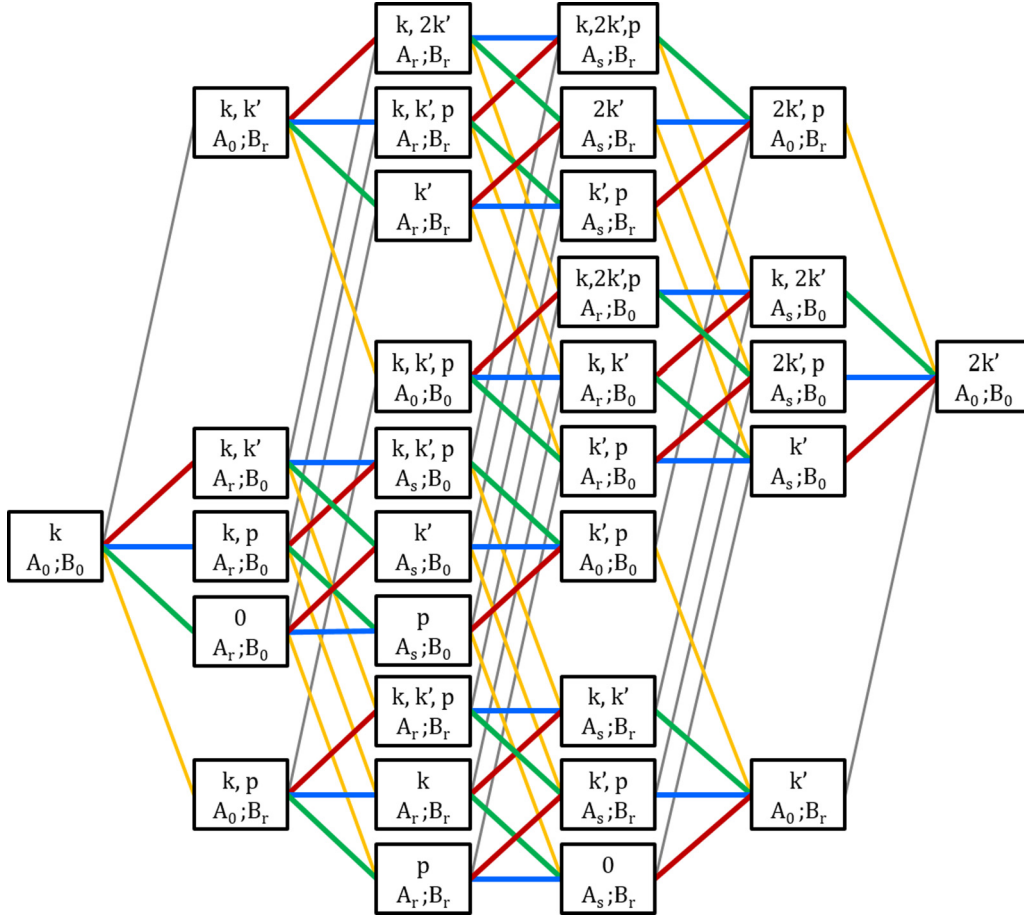 k, 2k′
A_r;B_r
k,2k′,p
A_s;B_r
k, k′
A_0;B_r
k, k′, p
A_r;B_r
2k′
A_s;B_r
2k′, p
A_0;B_r
k′
A_r;B_r
k′, p
A_s;B_r
k,2k′,p
A_r;B_0
k, 2k′
A_s;B_0
k, k′, p
A_0;B_0
k, k′
A_r;B_0
2k′, p
A_s;B_0
2k′
A_0;B_0
k, k′
A_r;B_0
k, k′, p
A_s;B_0
k′, p
A_r;B_0
k′
A_s;B_0
k
A_0;B_0
k, p
A_r;B_0
k′
A_s;B_0
k′, p
A_0;B_0
0
A_r;B_0
p
A_s;B_0
k, k′, p
A_r;B_r
k, k′
A_s;B_r
k, p
A_0;B_r
k
A_r;B_r
k′, p
A_s;B_r
k′
A_0;B_r
p
A_r;B_r
0
A_s;B_r